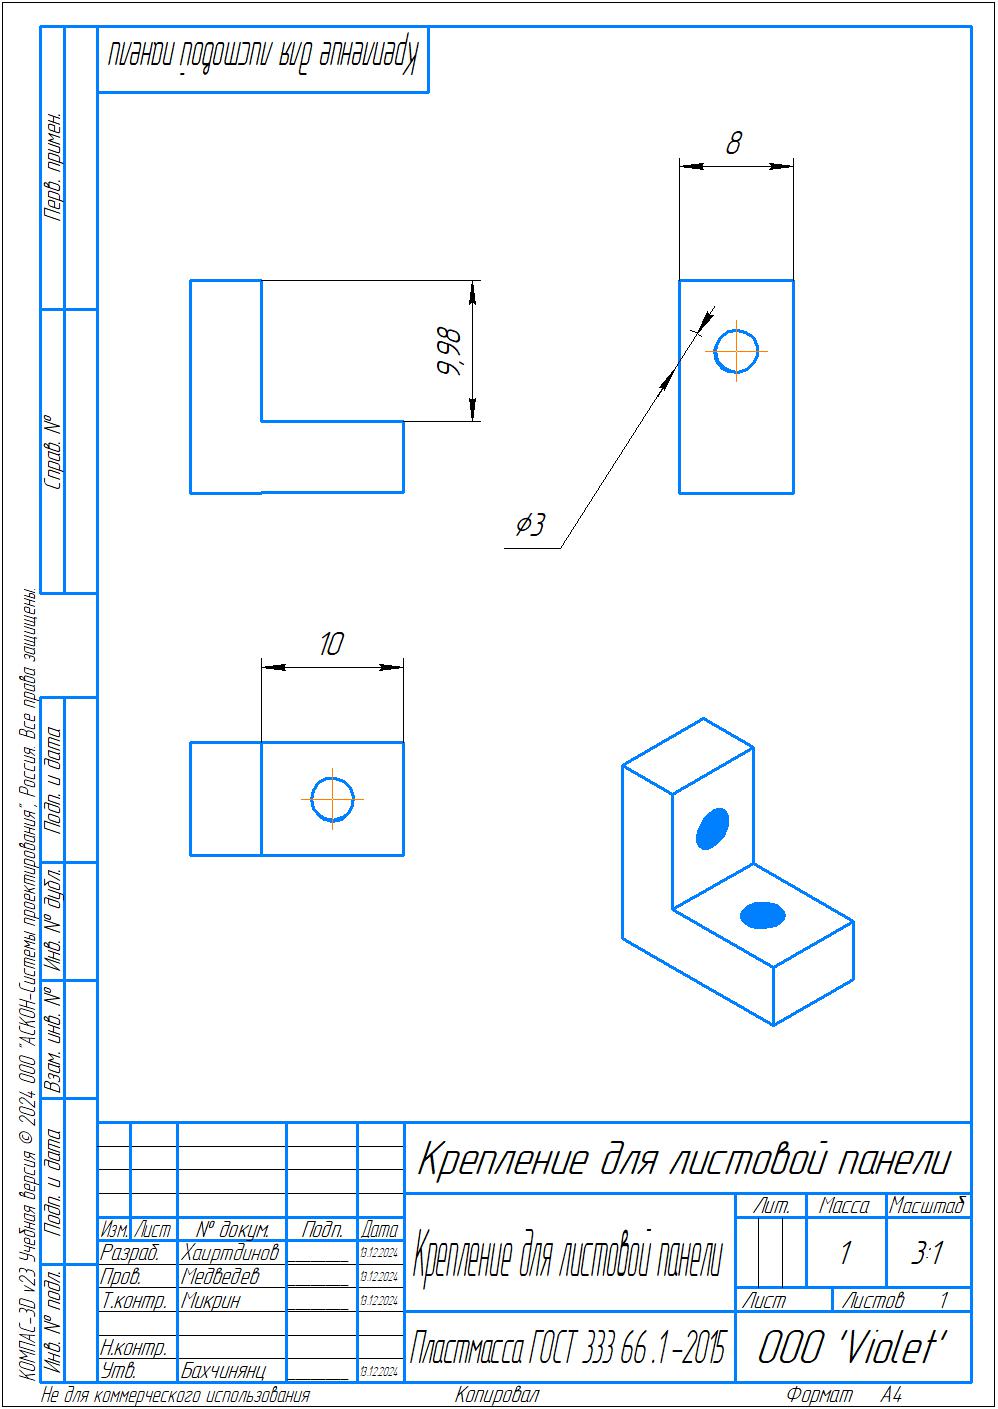 Крепление для листовой панели
Перв. примен.
Справ. №
Подп. и дата
Инв. № дубл.
Взам. инв. №
Подп. и дата
Инв. № подл.
КОМПАС-3D v23 Учебная версия © 2024 ООО "АСКОН-Системы проектирования", Россия. Все права защищены.
8
9,98
⌀3
10
Крепление для листовой панели
Изм. Лист № докум. Подп. Дата
Разраб. Хаиртдинов 13.12.2024
Пров. Медведев 13.12.2024
Т.контр. Микрин 13.12.2024
Н.контр.
Утв. Бахчинянц 13.12.2024
Крепление для листовой панели
Лит. Масса Масштаб
1 3:1
Лист Листов 1
Пластмасса ГОСТ 333 66 .1-2015
ООО 'Violet'
Не для коммерческого использования Копировал Формат А4